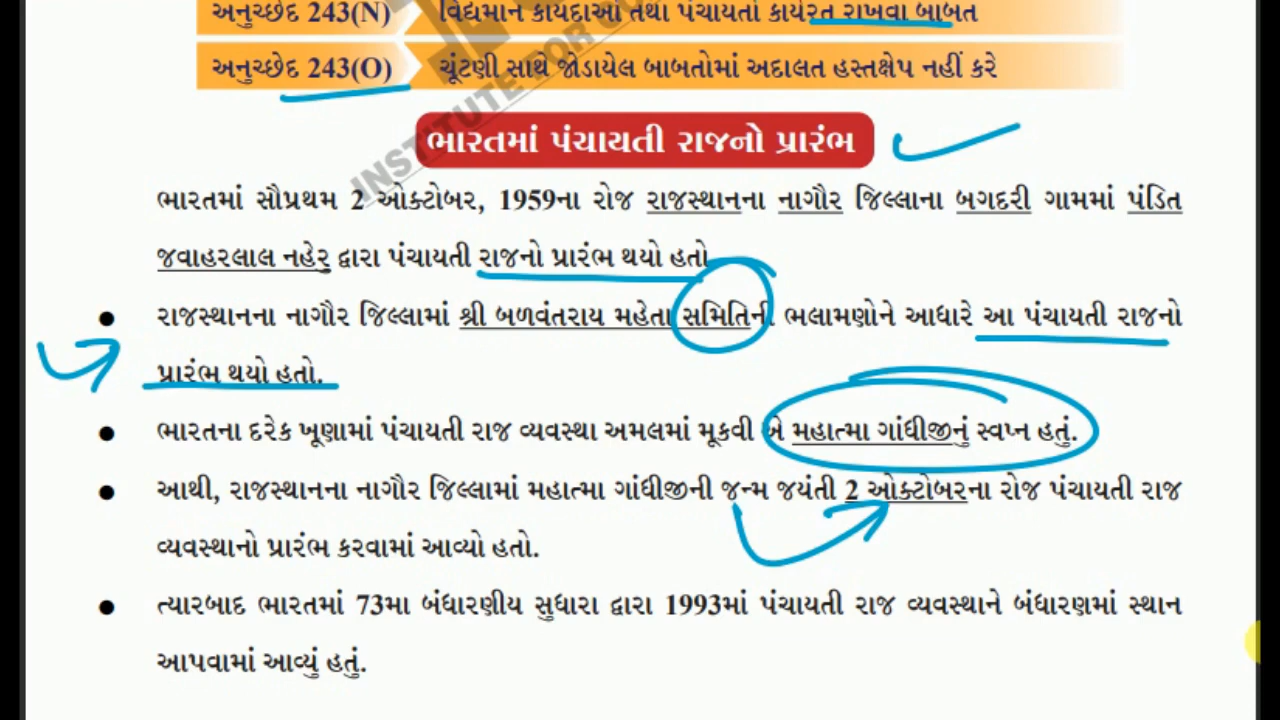 અનુચ્છેદ 243(N) વિદ્યમાન કાયદાઓ તથા પંચાયતો કાર્યરત રાખવા બાબત
અનુચ્છેદ 243(O) ચૂંટણી સાથે જોડાયેલ બાબતોમાં અદાલત હસ્તક્ષેપ નહીં કરે
INSTITUTE FOR
ભારતમાં પંચાયતી રાજનો પ્રારંભ
ભારતમાં સૌપ્રથમ 2 ઓક્ટોબર, 1959ના રોજ રાજસ્થાનના નાગૌર જિલ્લાના બગદરી ગામમાં પંડિત
જવાહરલાલ નહેરુ દ્વારા પંચાયતી રાજનો પ્રારંભ થયો હતો
● રાજસ્થાનના નાગૌર જિલ્લામાં શ્રી બળવંતરાય મહેતા સમિતિની ભલામણોને આધારે આ પંચાયતી રાજનો
પ્રારંભ થયો હતો.
● ભારતના દરેક ખૂણામાં પંચાયતી રાજ વ્યવસ્થા અમલમાં મૂકવી એ મહાત્મા ગાંધીજીનું સ્વપ્ન હતું.
● આથી, રાજસ્થાનના નાગૌર જિલ્લામાં મહાત્મા ગાંધીજીની જન્મ જયંતી 2 ઓક્ટોબરના રોજ પંચાયતી રાજ
વ્યવસ્થાનો પ્રારંભ કરવામાં આવ્યો હતો.
● ત્યારબાદ ભારતમાં 73મા બંધારણીય સુધારા દ્વારા 1993માં પંચાયતી રાજ વ્યવસ્થાને બંધારણમાં સ્થાન
આપવામાં આવ્યું હતું.